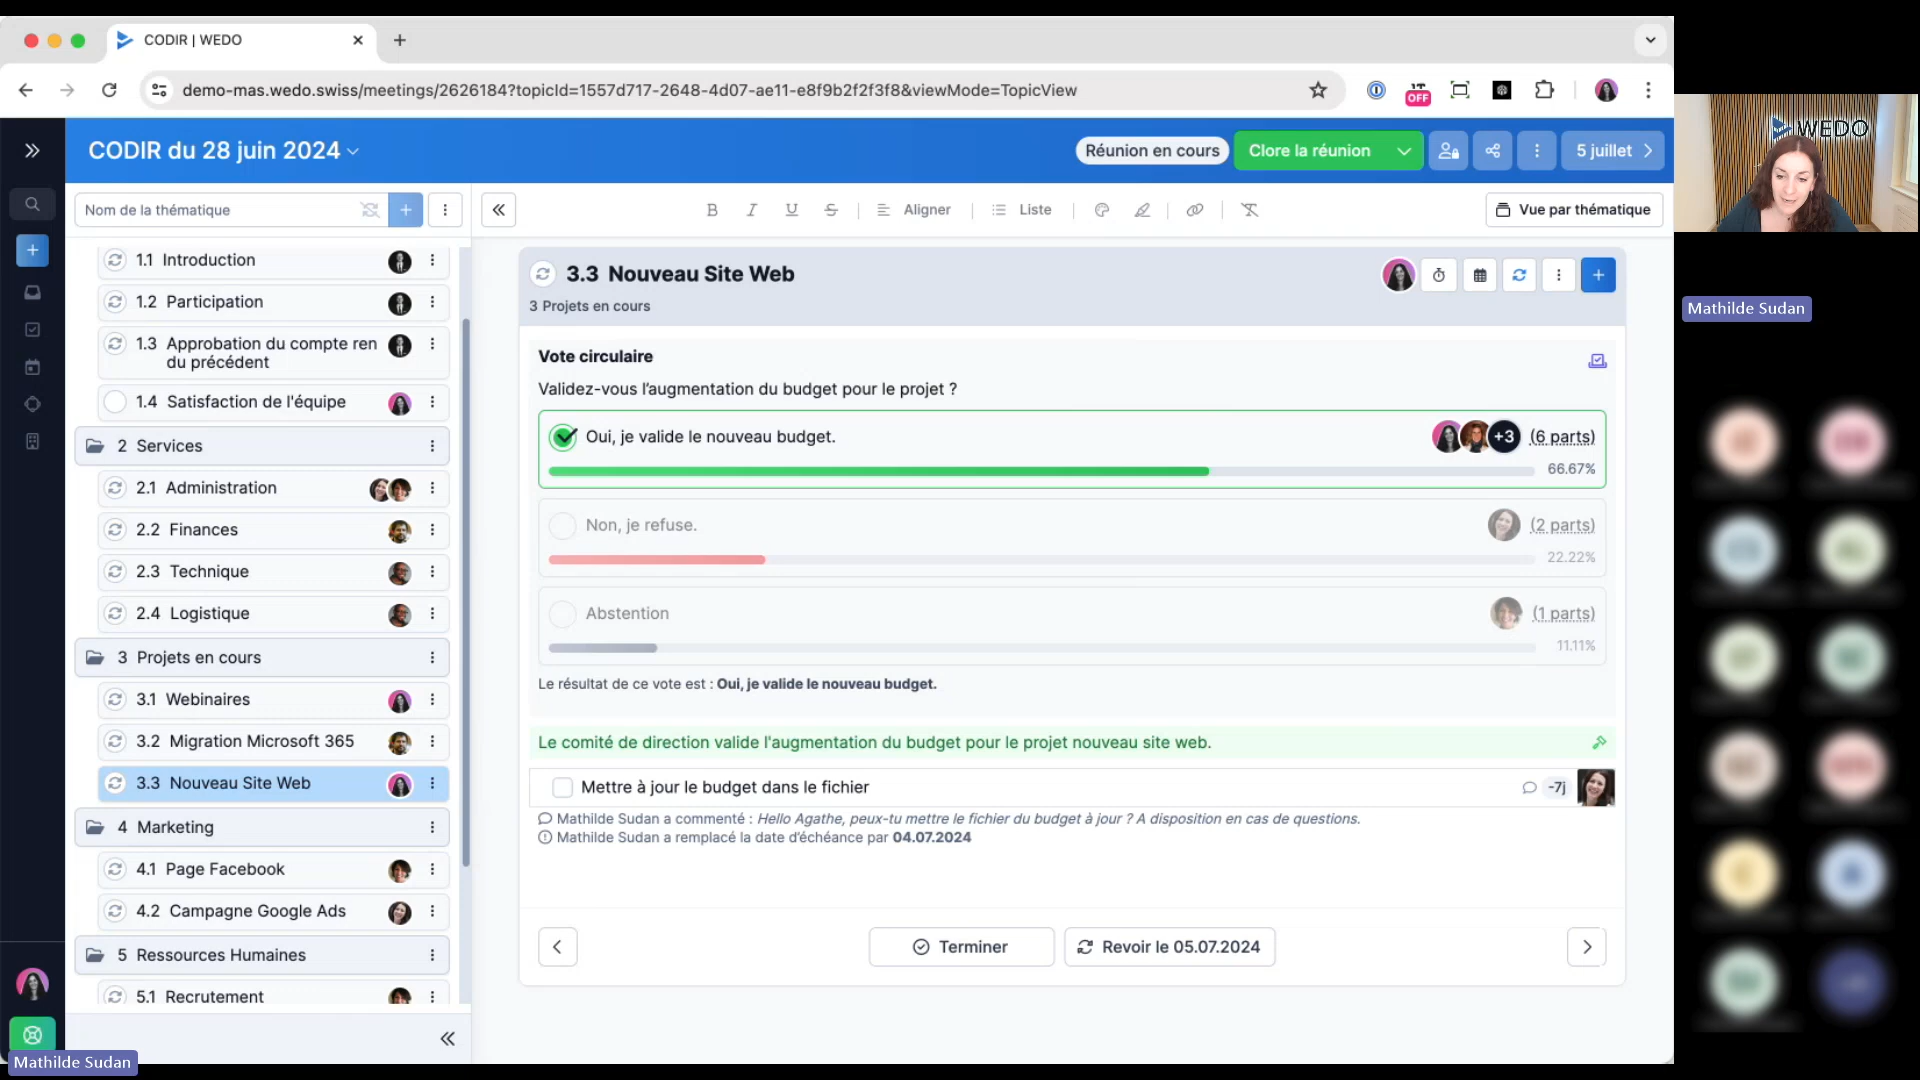 CODIR | WEDO
demo-mas.wedo.swiss/meetings/2626184?topicId=1557d717-2648-4d07-ae11-e8f9b2f2f3f8&viewMode=TopicView
OFF
CODIR du 28 juin 2024
Réunion en cours
Clore la réunion
5 juillet
WEDO
Nom de la thématique
Aligner
Liste
Vue par thématique
1.1 Introduction
1.2 Participation
1.3 Approbation du compte ren
du précédent
1.4 Satisfaction de l'équipe
2 Services
2.1 Administration
2.2 Finances
2.3 Technique
2.4 Logistique
3 Projets en cours
3.1 Webinaires
3.2 Migration Microsoft 365
3.3 Nouveau Site Web
4 Marketing
4.1 Page Facebook
4.2 Campagne Google Ads
5 Ressources Humaines
5.1 Recrutement
3.3 Nouveau Site Web
3 Projets en cours
Vote circulaire
Validez-vous l’augmentation du budget pour le projet ?
Oui, je valide le nouveau budget.
+3
(6 parts)
66.67%
Non, je refuse.
(2 parts)
22.22%
Abstention
(1 parts)
11.11%
Le résultat de ce vote est : Oui, je valide le nouveau budget.
Le comité de direction valide l'augmentation du budget pour le projet nouveau site web.
Mettre à jour le budget dans le fichier
-7j
Mathilde Sudan a commenté : Hello Agathe, peux-tu mettre le fichier du budget à jour ? A disposition en cas de questions.
Mathilde Sudan a remplacé la date d'échéance par 04.07.2024
Terminer
Revoir le 05.07.2024
Mathilde Sudan
Mathilde Sudan